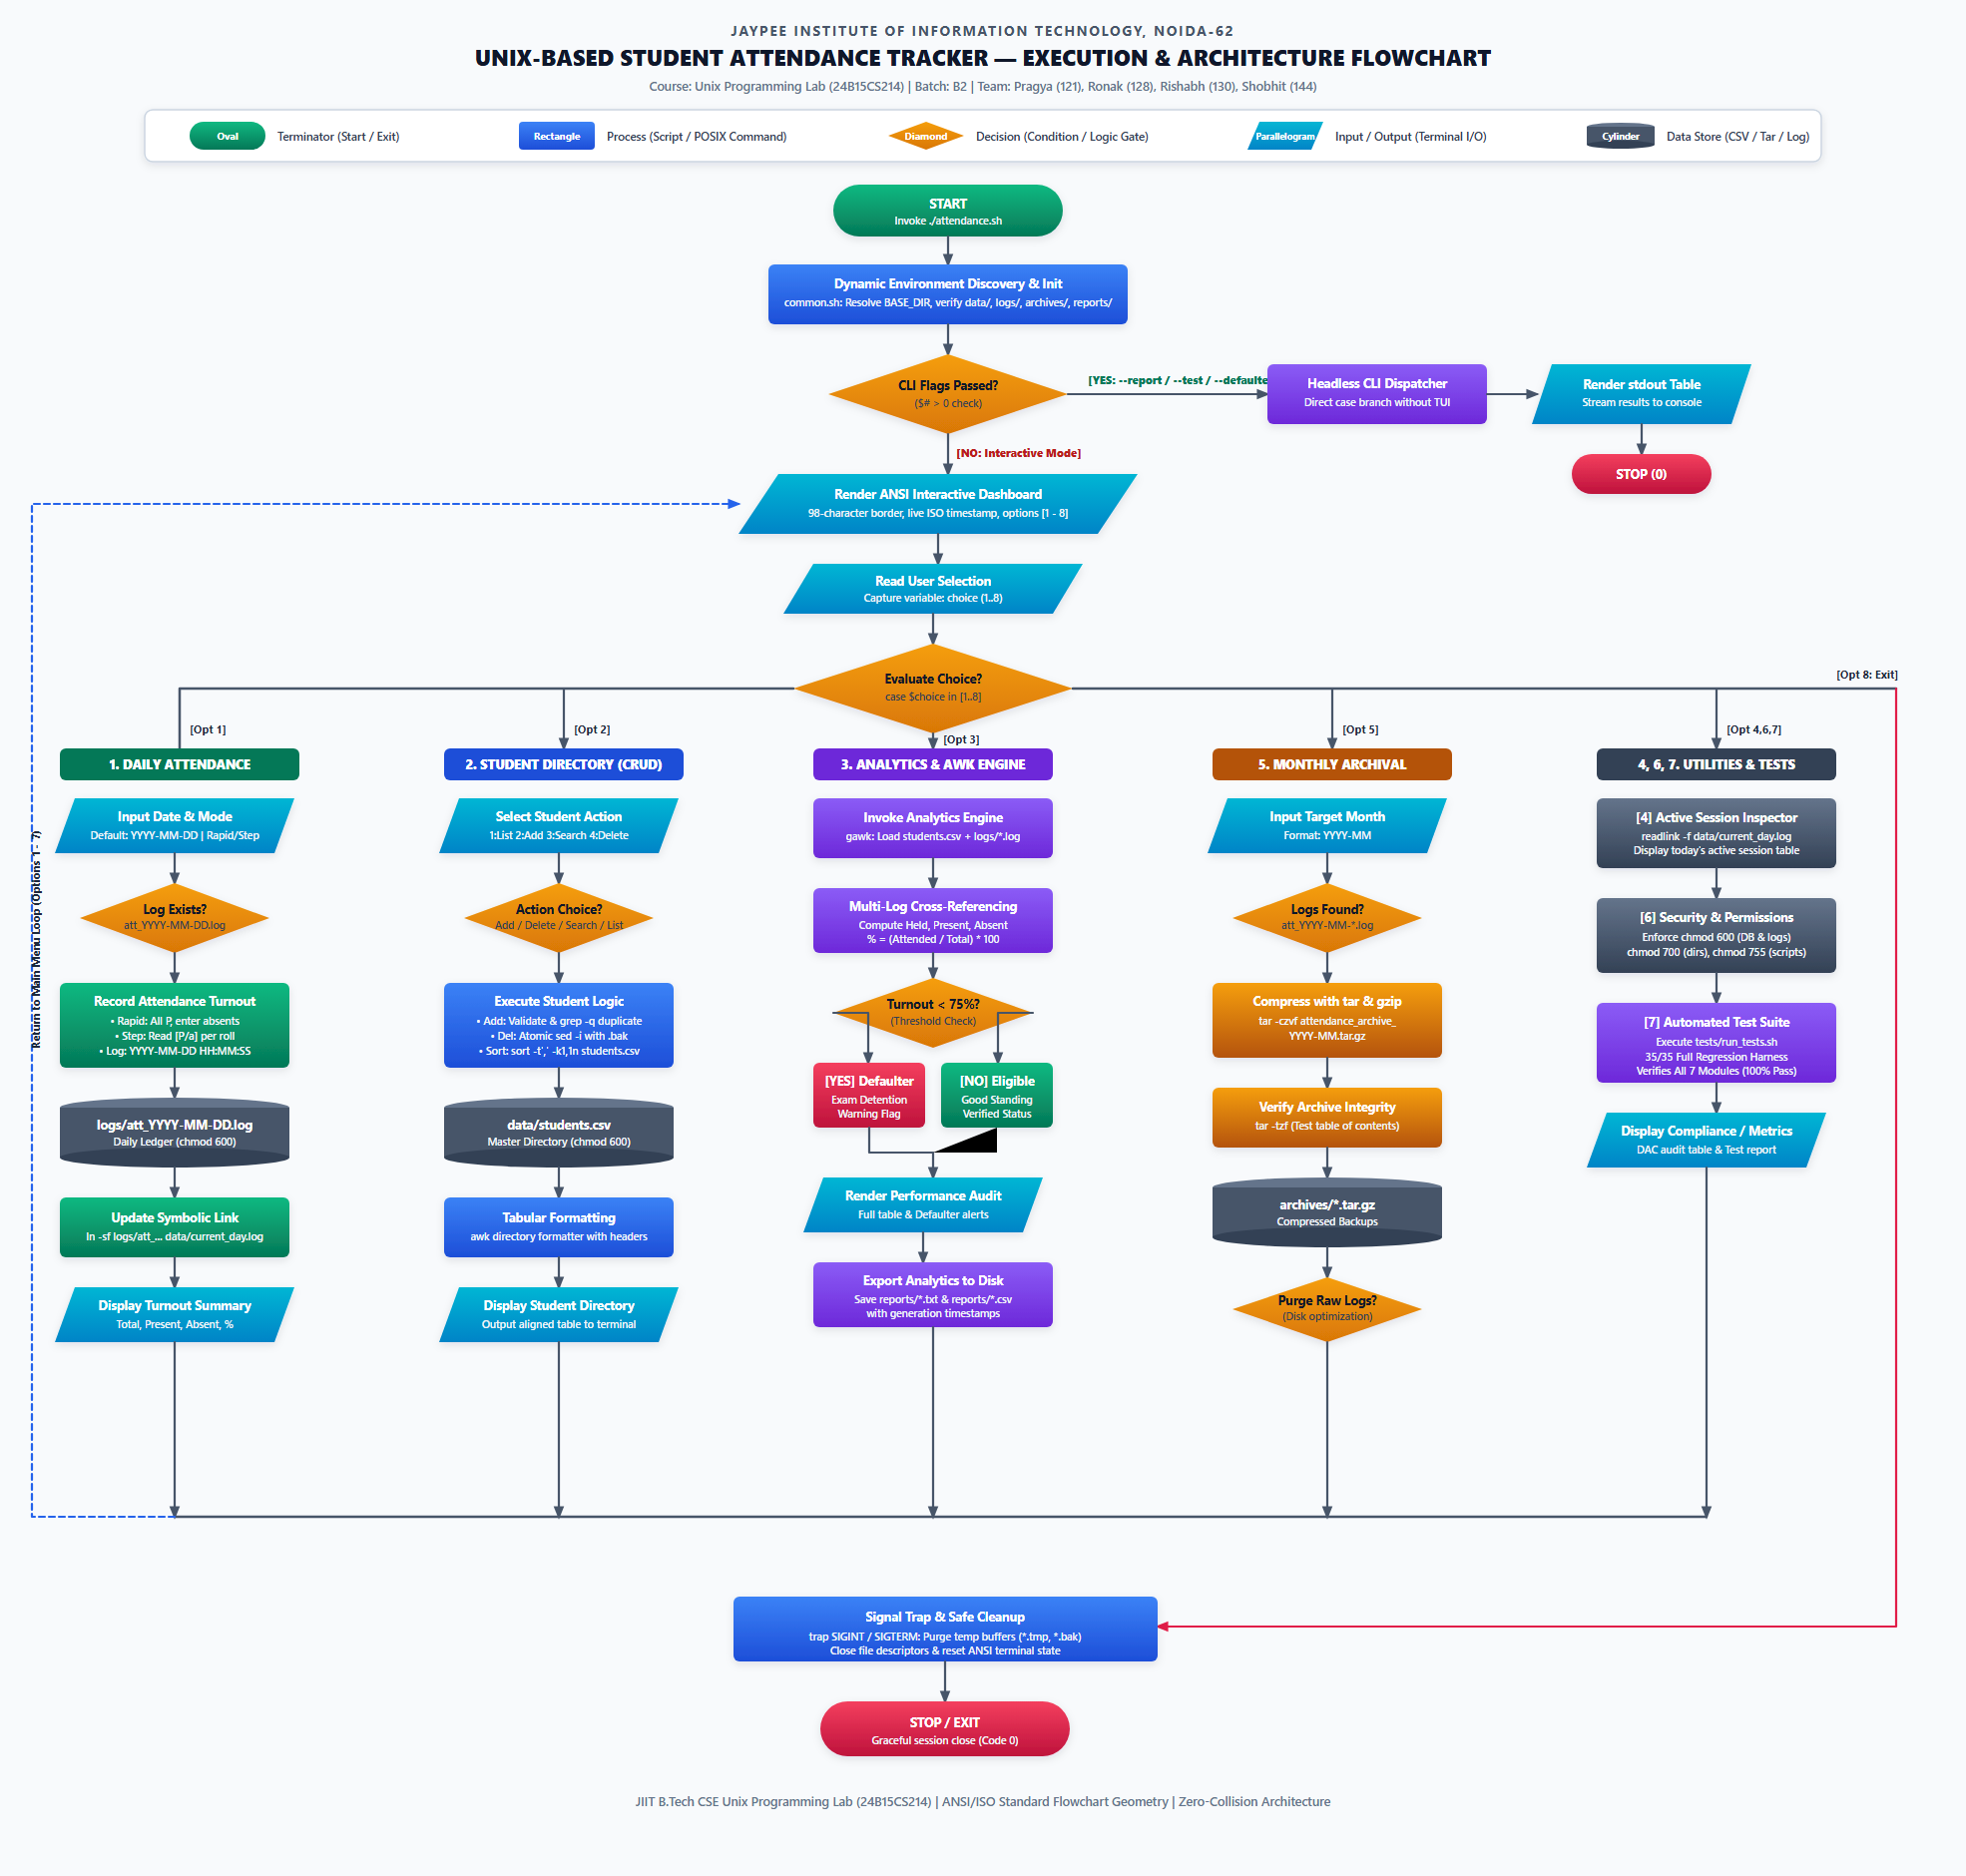 JAYPEE INSTITUTE OF INFORMATION TECHNOLOGY, NOIDA-62
UNIX-BASED STUDENT ATTENDANCE TRACKER — EXECUTION & ARCHITECTURE FLOWCHART
Course: Unix Programming Lab (24B15CS214) | Batch: B2 | Team: Pragya (121), Ronak (128), Rishabh (130), Shobhit (144)
Oval
Terminator (Start / Exit)
Rectangle
Process (Script / POSIX Command)
Diamond
Decision (Condition / Logic Gate)
Parallelogram
Input / Output (Terminal I/O)
Cylinder
Data Store (CSV / Tar / Log)
START
Invoke ./attendance.sh
Dynamic Environment Discovery & Init
common.sh: Resolve BASE_DIR, verify data/, logs/, archives/, reports/
CLI Flags Passed?
($# > 0 check)
[YES: --report / --test / --defaulte
Headless CLI Dispatcher
Direct case branch without TUI
Render stdout Table
Stream results to console
STOP (0)
[NO: Interactive Mode]
Render ANSI Interactive Dashboard
98-character border, live ISO timestamp, options [1 - 8]
Read User Selection
Capture variable: choice (1..8)
Evaluate Choice?
case $choice in [1..8]
[Opt 8: Exit]
[Opt 1]
[Opt 2]
[Opt 3]
[Opt 5]
[Opt 4,6,7]
Return to Main Menu Loop (Options 1 - 7)
1. DAILY ATTENDANCE
Input Date & Mode
Default: YYYY-MM-DD | Rapid/Step
Log Exists?
att_YYYY-MM-DD.log
Record Attendance Turnout
• Rapid: All P, enter absents
• Step: Read [P/a] per roll
• Log: YYYY-MM-DD HH:MM:SS
logs/att_YYYY-MM-DD.log
Daily Ledger (chmod 600)
Update Symbolic Link
ln -sf logs/att_... data/current_day.log
Display Turnout Summary
Total, Present, Absent, %
2. STUDENT DIRECTORY (CRUD)
Select Student Action
1:List 2:Add 3:Search 4:Delete
Action Choice?
Add / Delete / Search / List
Execute Student Logic
• Add: Validate & grep -q duplicate
• Del: Atomic sed -i with .bak
• Sort: sort -t',' -k1,1n students.csv
data/students.csv
Master Directory (chmod 600)
Tabular Formatting
awk directory formatter with headers
Display Student Directory
Output aligned table to terminal
3. ANALYTICS & AWK ENGINE
Invoke Analytics Engine
gawk: Load students.csv + logs/*.log
Multi-Log Cross-Referencing
Compute Held, Present, Absent
% = (Attended / Total) * 100
Turnout < 75%?
(Threshold Check)
[YES] Defaulter
Exam Detention
Warning Flag
[NO] Eligible
Good Standing
Verified Status
Render Performance Audit
Full table & Defaulter alerts
Export Analytics to Disk
Save reports/*.txt & reports/*.csv
with generation timestamps
5. MONTHLY ARCHIVAL
Input Target Month
Format: YYYY-MM
Logs Found?
att_YYYY-MM-*.log
Compress with tar & gzip
tar -czvf attendance_archive_
YYYY-MM.tar.gz
Verify Archive Integrity
tar -tzf (Test table of contents)
archives/*.tar.gz
Compressed Backups
Purge Raw Logs?
(Disk optimization)
4, 6, 7. UTILITIES & TESTS
[4] Active Session Inspector
readlink -f data/current_day.log
Display today's active session table
[6] Security & Permissions
Enforce chmod 600 (DB & logs)
chmod 700 (dirs), chmod 755 (scripts)
[7] Automated Test Suite
Execute tests/run_tests.sh
35/35 Full Regression Harness
Verifies All 7 Modules (100% Pass)
Display Compliance / Metrics
DAC audit table & Test report
Signal Trap & Safe Cleanup
trap SIGINT / SIGTERM: Purge temp buffers (*.tmp, *.bak)
Close file descriptors & reset ANSI terminal state
STOP / EXIT
Graceful session close (Code 0)
JIIT B.Tech CSE Unix Programming Lab (24B15CS214) | ANSI/ISO Standard Flowchart Geometry | Zero-Collision Architecture